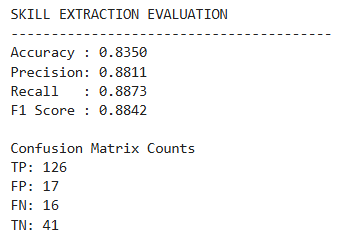 SKILL EXTRACTION EVALUATION
----------------------------------------
Accuracy : 0.8350
Precision: 0.8811
Recall   : 0.8873
F1 Score : 0.8842

Confusion Matrix Counts
TP: 126
FP: 17
FN: 16
TN: 41